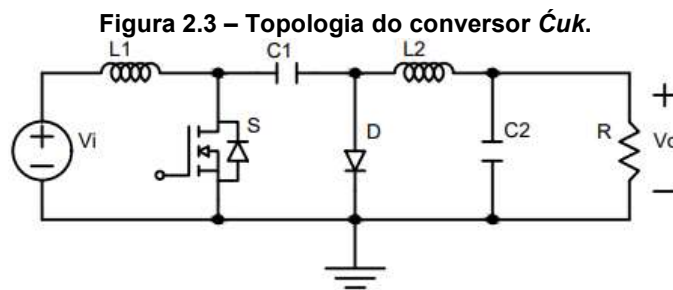 Figura 2.3 – Topologia do conversor Ćuk.
L1
C1
L2
+
Vi
S
D
C2
R
Vo